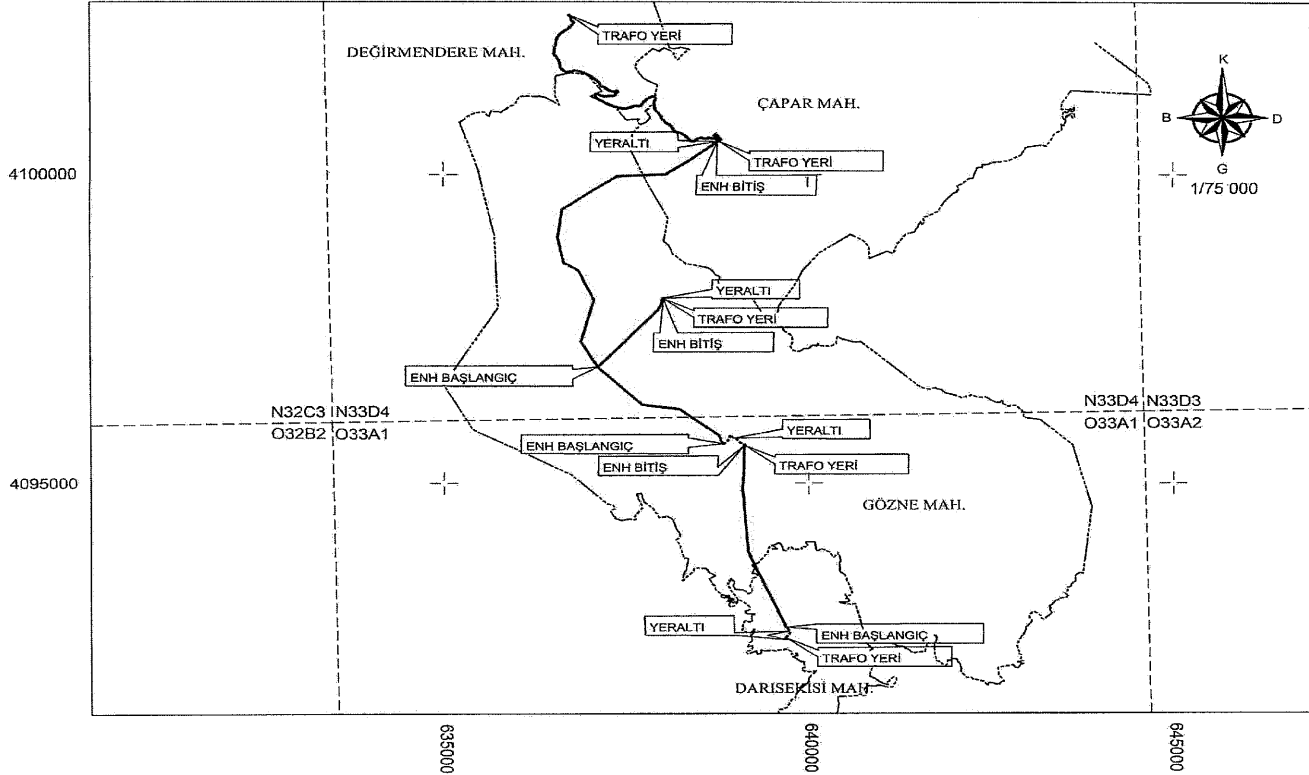 TRAFO YERİ
DEĞİRMENDERE MAH.
ÇAPAR MAH.
YERALTI
TRAFO YERİ
ENH BİTİŞ
K
B
D
G
1/75 000
4100000
YERALTI
TRAFO YERİ
ENH BİTİŞ
ENH BAŞLANGIÇ
N32C3
N33D4
O32B2
O33A1
N33D4
N33D3
O33A1
O33A2
YERALTI
ENH BAŞLANGIÇ
ENH BİTİŞ
TRAFO YERİ
4095000
GÖZNE MAH.
YERALTI
ENH BAŞLANGIÇ
TRAFO YERİ
DARISEKİSİ MAH.
635000
640000
645000